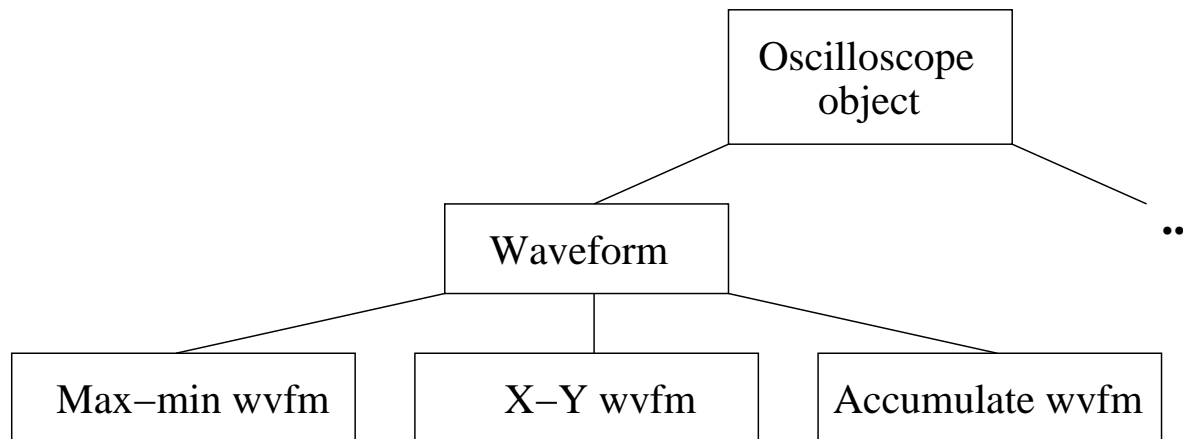 Oscilloscope
object
..
Waveform
Max−min wvfm
X−Y wvfm
Accumulate wvfm